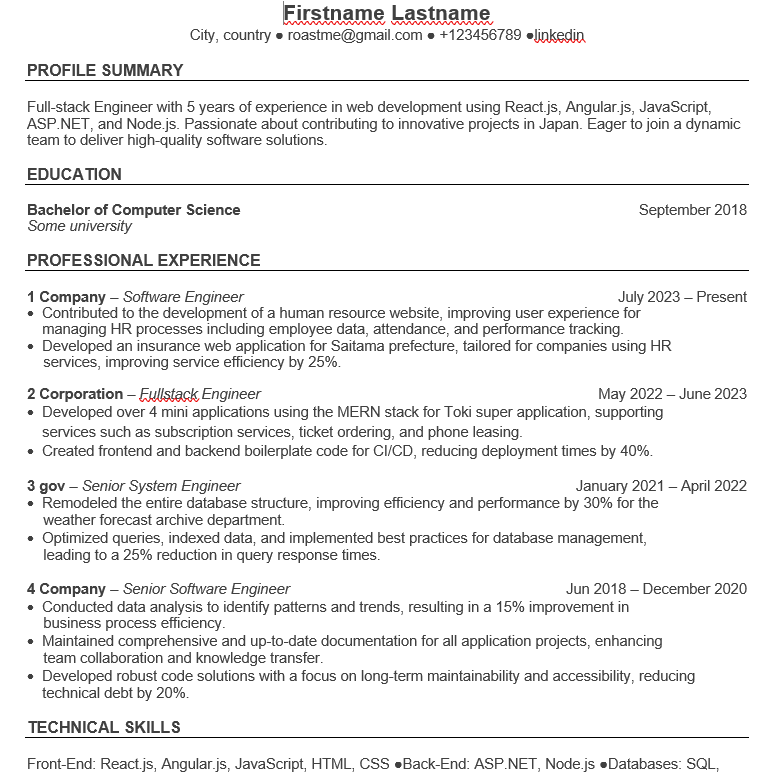 Firstname Lastname
City, country ● roastme@gmail.com ● +123456789 ●linkedin
PROFILE SUMMARY
Full-stack Engineer with 5 years of experience in web development using React.js, Angular.js, JavaScript,
ASP.NET, and Node.js. Passionate about contributing to innovative projects in Japan. Eager to join a dynamic
team to deliver high-quality software solutions.
EDUCATION
Bachelor of Computer Science September 2018
Some university
PROFESSIONAL EXPERIENCE
1 Company – Software Engineer July 2023 – Present
• Contributed to the development of a human resource website, improving user experience for
managing HR processes including employee data, attendance, and performance tracking.
• Developed an insurance web application for Saitama prefecture, tailored for companies using HR
services, improving service efficiency by 25%.
2 Corporation – Fullstack Engineer May 2022 – June 2023
• Developed over 4 mini applications using the MERN stack for Toki super application, supporting
services such as subscription services, ticket ordering, and phone leasing.
• Created frontend and backend boilerplate code for CI/CD, reducing deployment times by 40%.
3 gov – Senior System Engineer January 2021 – April 2022
• Remodeled the entire database structure, improving efficiency and performance by 30% for the
weather forecast archive department.
• Optimized queries, indexed data, and implemented best practices for database management,
leading to a 25% reduction in query response times.
4 Company – Senior Software Engineer Jun 2018 – December 2020
• Conducted data analysis to identify patterns and trends, resulting in a 15% improvement in
business process efficiency.
• Maintained comprehensive and up-to-date documentation for all application projects, enhancing
team collaboration and knowledge transfer.
• Developed robust code solutions with a focus on long-term maintainability and accessibility, reducing
technical debt by 20%.
TECHNICAL SKILLS
Front-End: React.js, Angular.js, JavaScript, HTML, CSS ●Back-End: ASP.NET, Node.js ●Databases: SQL,